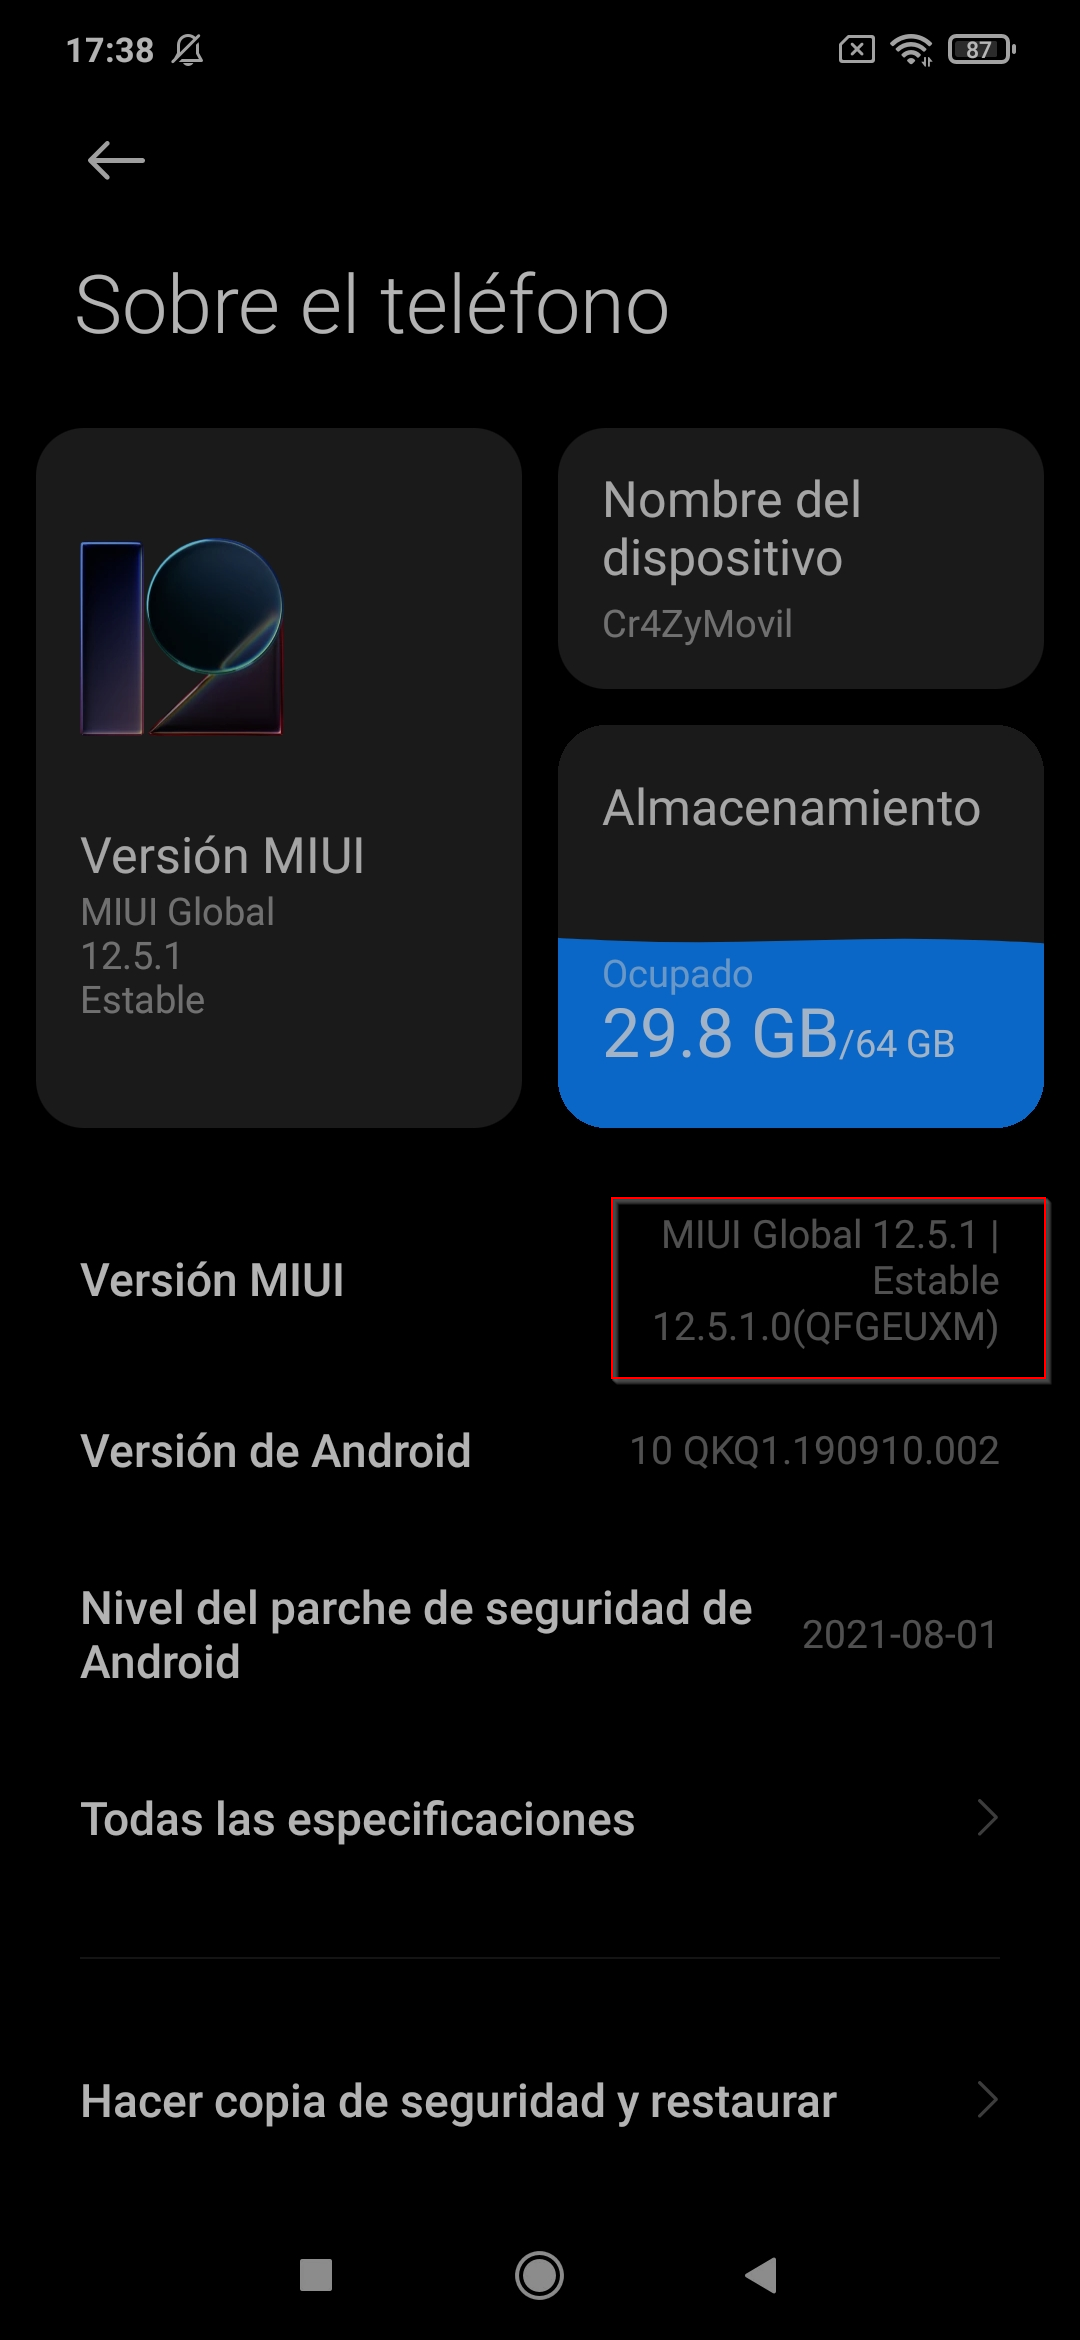 17:38
87
Sobre el teléfono
Versión MIUI
MIUI Global
12.5.1
Estable
Nombre del
dispositivo
Cr4ZyMovil
Almacenamiento
Ocupado
29.8 GB/64 GB
Versión MIUI
MIUI Global 12.5.1 |
Estable
12.5.1.0(QFGEUXM)
Versión de Android
10 QKQ1.190910.002
Nivel del parche de seguridad de
Android
2021-08-01
Todas las especificaciones
Hacer copia de seguridad y restaurar